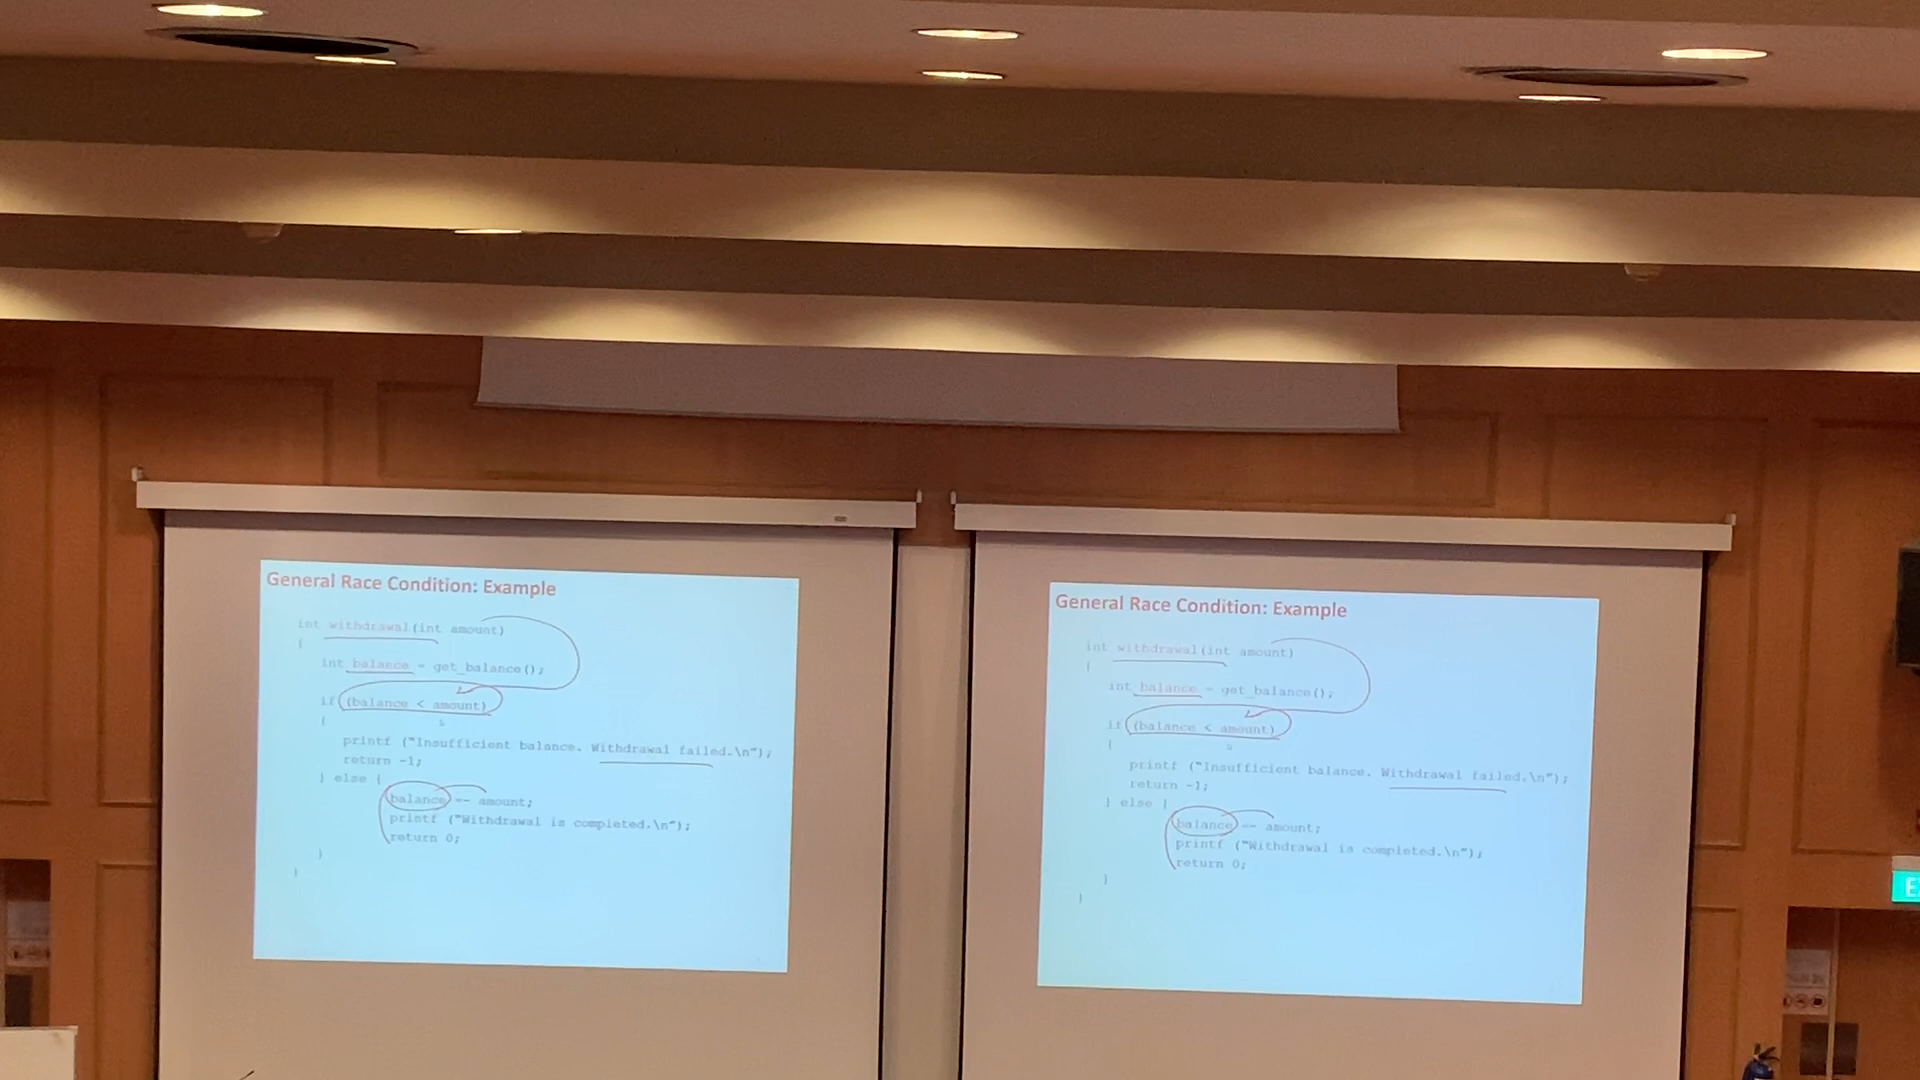 General Race Condition: Example
int withdrawal(int amount)
{
int balance = get_balance();
if (balance < amount)
{
printf ("Insufficient balance. Withdrawal failed.\n");
return -1;
} else {
balance -= amount;
printf ("Withdrawal is completed.\n");
return 0;
}
}
General Race Condition: Example
int withdrawal(int amount)
{
int balance = get_balance();
if (balance < amount)
{
printf ("Insufficient balance. Withdrawal failed.\n");
return -1;
} else {
balance -= amount;
printf ("Withdrawal is completed.\n");
return 0;
}
}